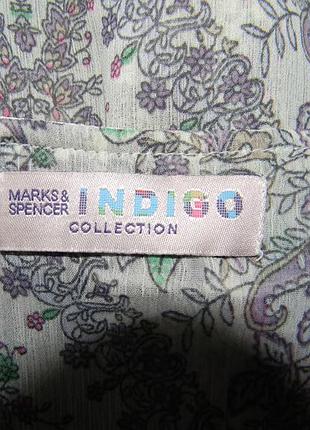 MARKS & SPENCER INDIGO
COLLECTION